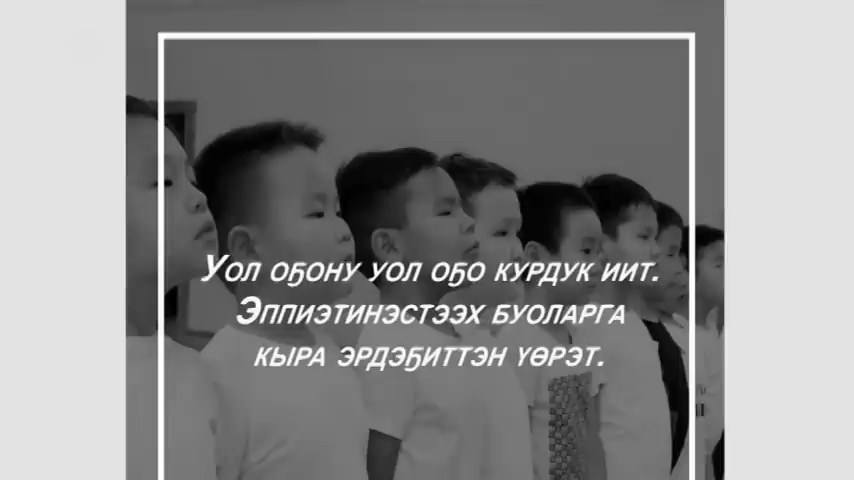 Уол оҕону уол оҕо курдук иит.
Эппиэтинэстээх буоларга
кыра эрдэҕиттэн үөрэт.